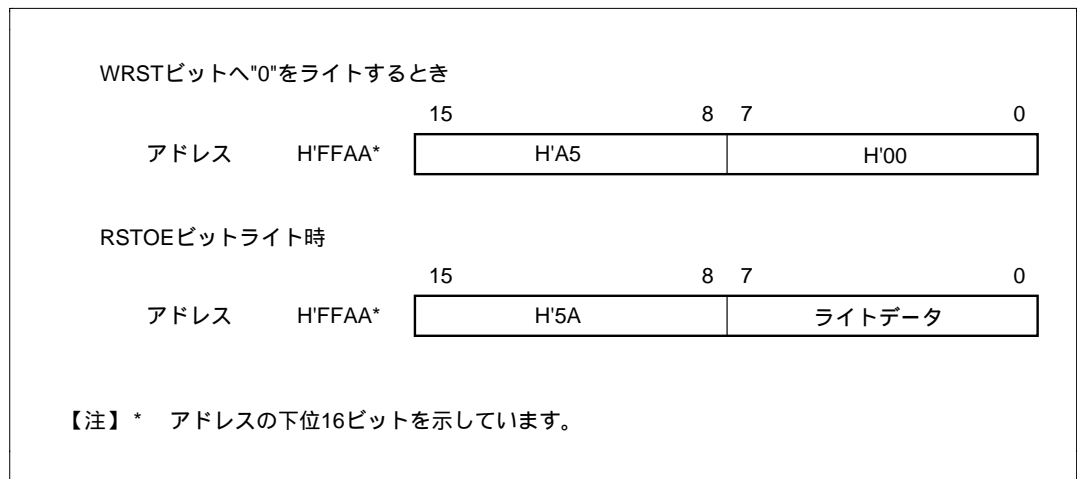 WRSTビットへ"0"をライトするとき
15 8 7 0
アドレス H'FFAA* H'A5 H'00
RSTOEビットライト時
15 8 7 0
アドレス H'FFAA* H'5A ライトデータ
【注】* アドレスの下位16ビットを示しています。